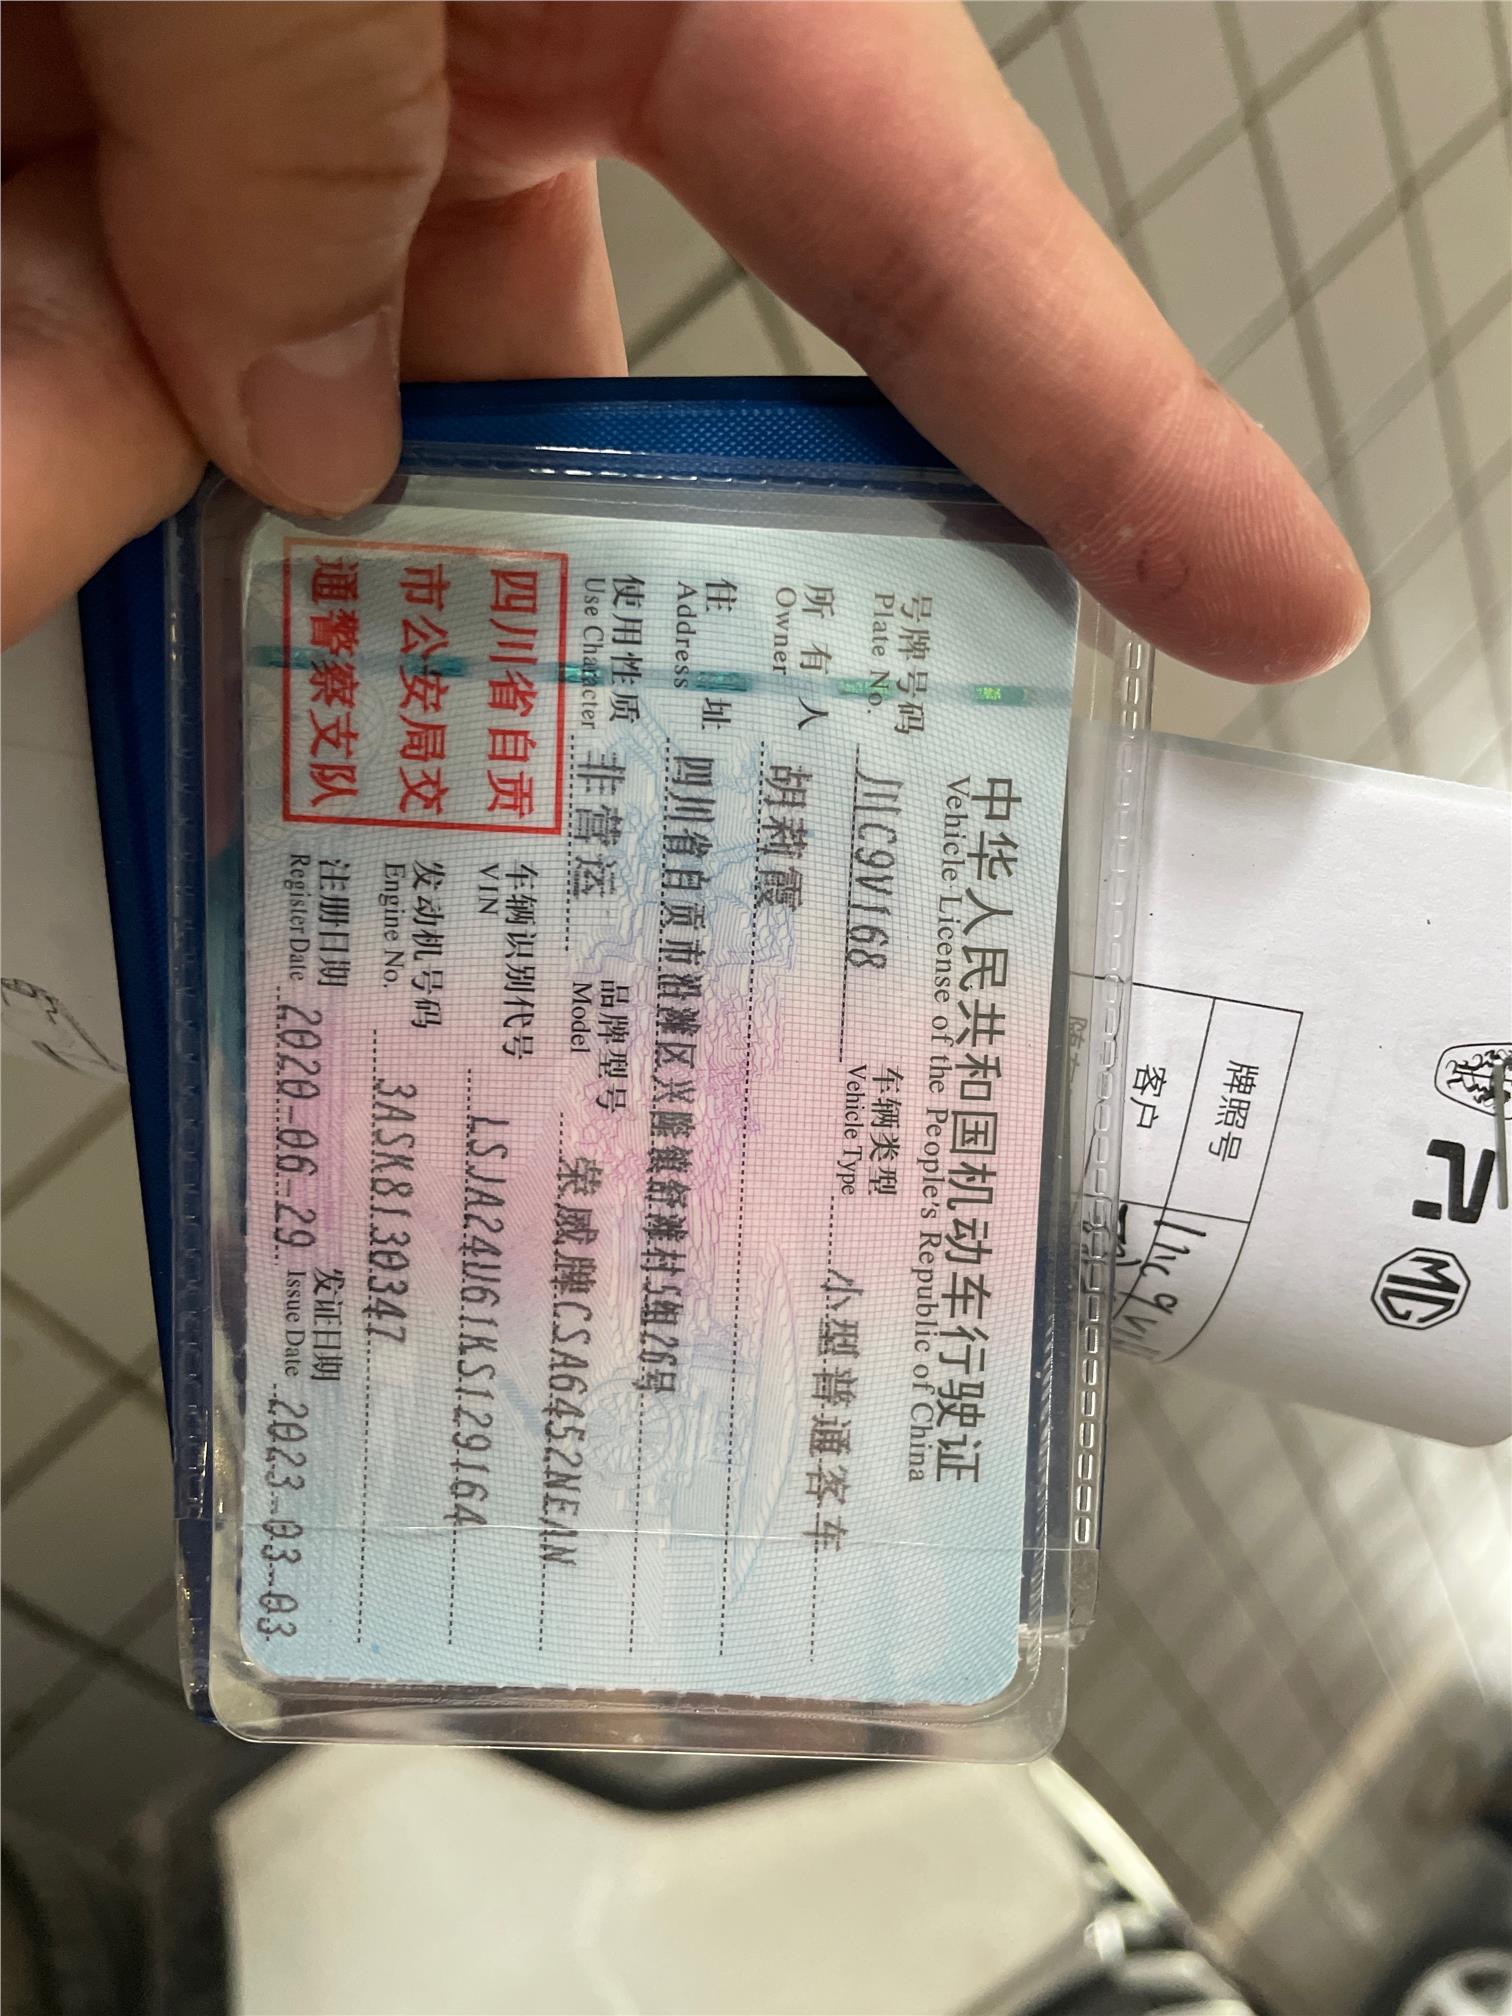 中华人民共和国机动车行驶证
Vehicle License of the People's Republic of China
号牌号码 川C9V168 车辆类型 小型普通客车
Plate No. Vehicle Type
所有人 胡莉霞
Owner
住址 四川省自贡市沿滩区兴隆镇舒滩村5组26号
Address
使用性质 非营运 品牌型号 荣威牌CSA6452NEAN
Use Character Model
四川省自贡
市公安局交
通警察支队
车辆识别代号 LSJA24U61KS129164
VIN
发动机号码 3ASK8130347
Engine No.
注册日期 2020-06-29 发证日期 2023-03-03
Register Date Issue Date
MG
牌照号
客户